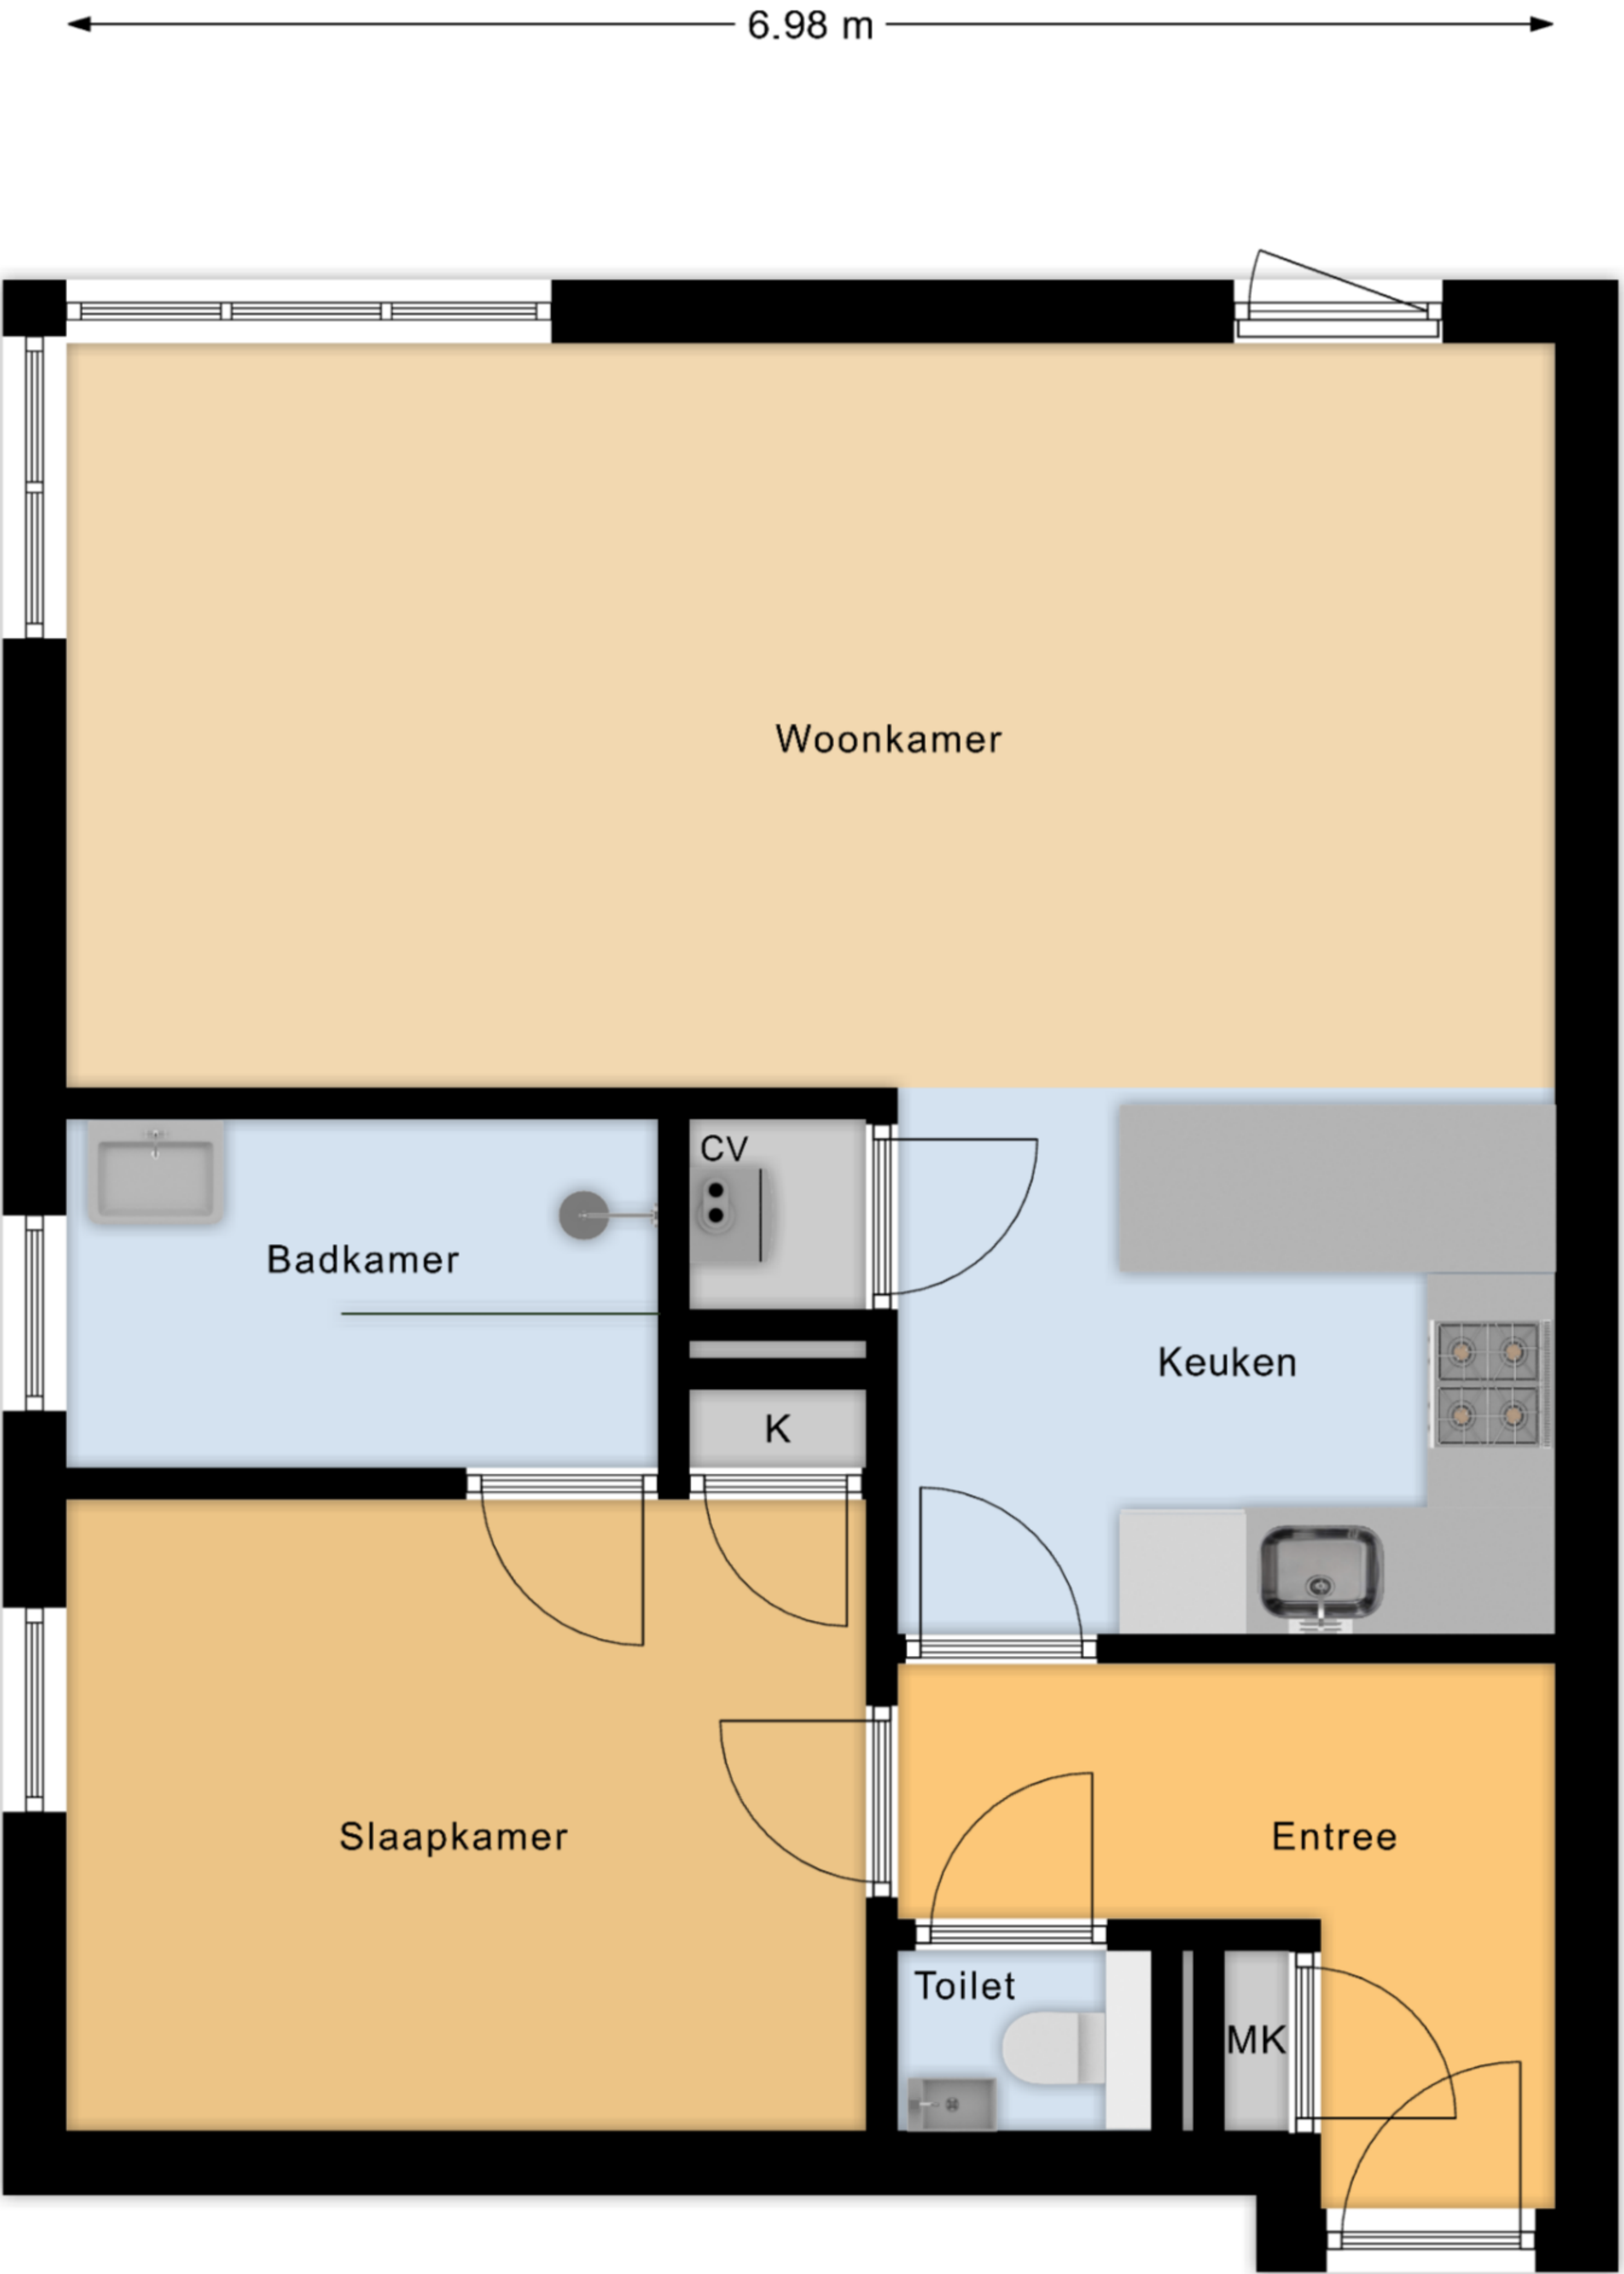 6.98 m
Woonkamer
CV
Badkamer
Keuken
K
Slaapkamer
Entree
Toilet
MK